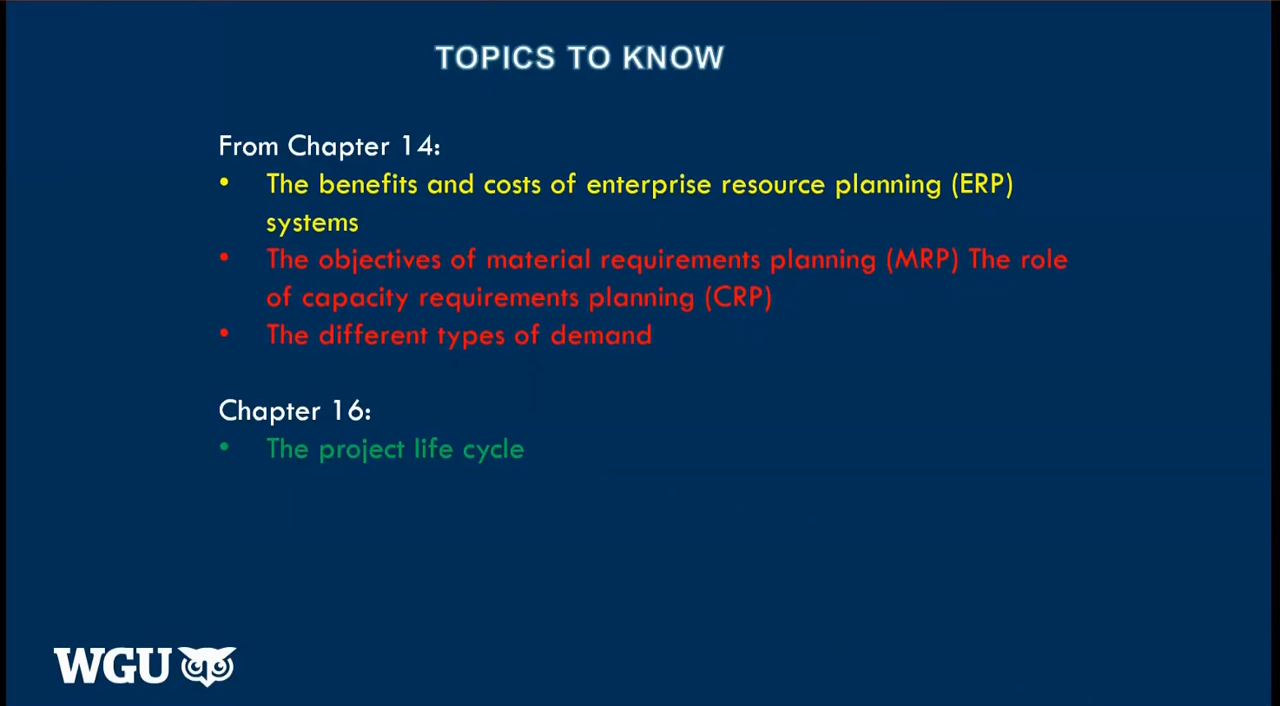 TOPICS TO KNOW
From Chapter 14:
• The benefits and costs of enterprise resource planning (ERP)
systems
• The objectives of material requirements planning (MRP) The role
of capacity requirements planning (CRP)
• The different types of demand
Chapter 16:
• The project life cycle
WGU